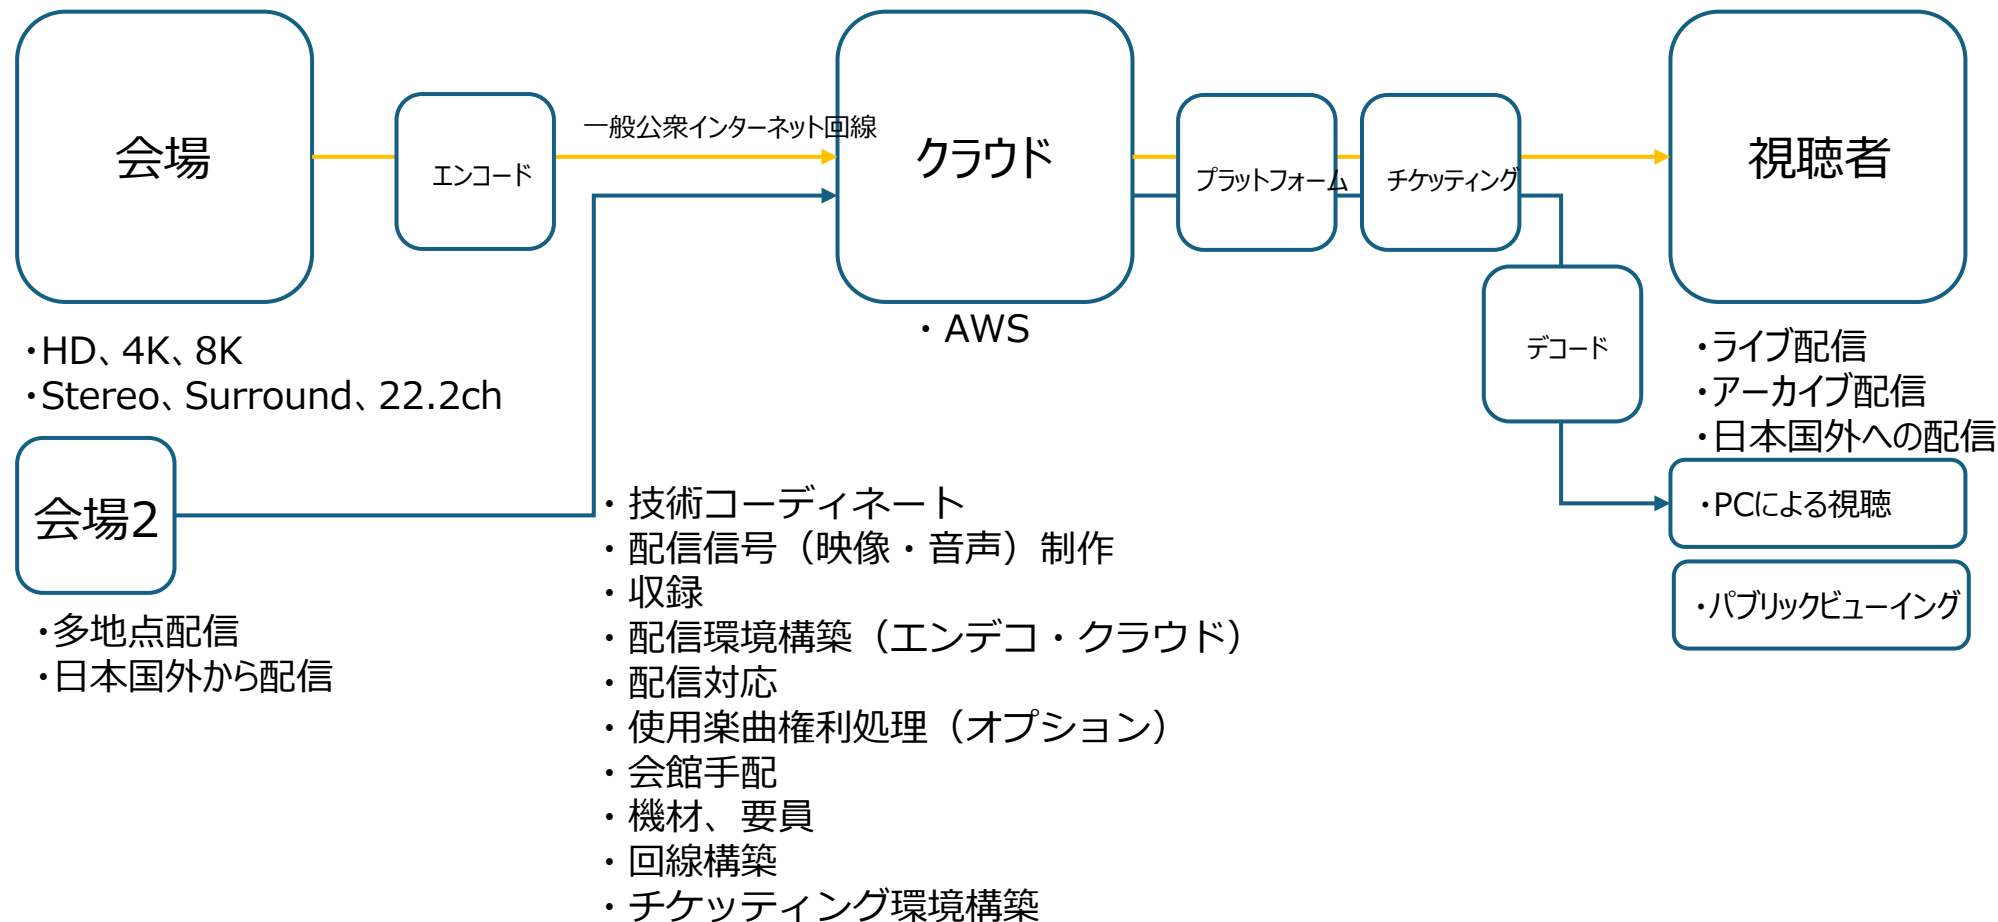 会場
エンコード
一般公衆インターネット回線
クラウド
プラットフォーム
チケッティング
視聴者
・HD、4K、8K
・Stereo、Surround、22.2ch
・AWS
デコード
・ライブ配信
・アーカイブ配信
・日本国外への配信
・PCによる視聴
・パブリックビューイング
会場2
・多地点配信
・日本国外から配信
・技術コーディネート
・配信信号（映像・音声）制作
・収録
・配信環境構築（エンデコ・クラウド）
・配信対応
・使用楽曲権利処理（オプション）
・会館手配
・機材、要員
・回線構築
・チケッティング環境構築